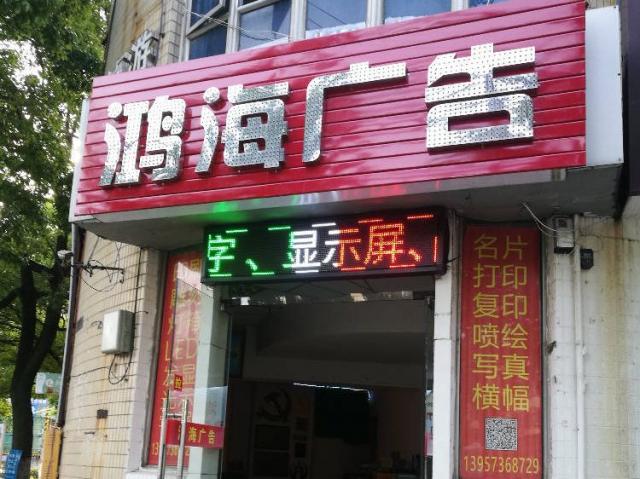 鸿海广告
字、显示屏、
名片
打印
复印
喷绘
写真
横幅
13957368729
海广告